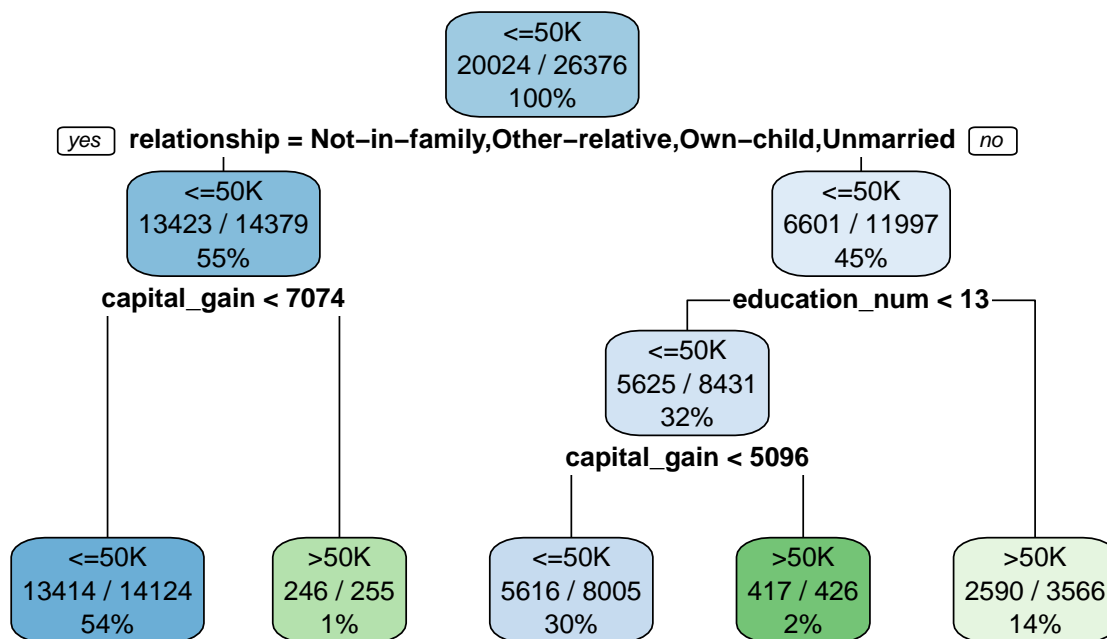 <=50K
20024 / 26376
100%
yes relationship = Not−in−family,Other−relative,Own−child,Unmarried no
<=50K
13423 / 14379
55%
<=50K
6601 / 11997
45%
capital_gain < 7074
education_num < 13
<=50K
5625 / 8431
32%
capital_gain < 5096
<=50K
13414 / 14124
54%
>50K
246 / 255
1%
<=50K
5616 / 8005
30%
>50K
417 / 426
2%
>50K
2590 / 3566
14%